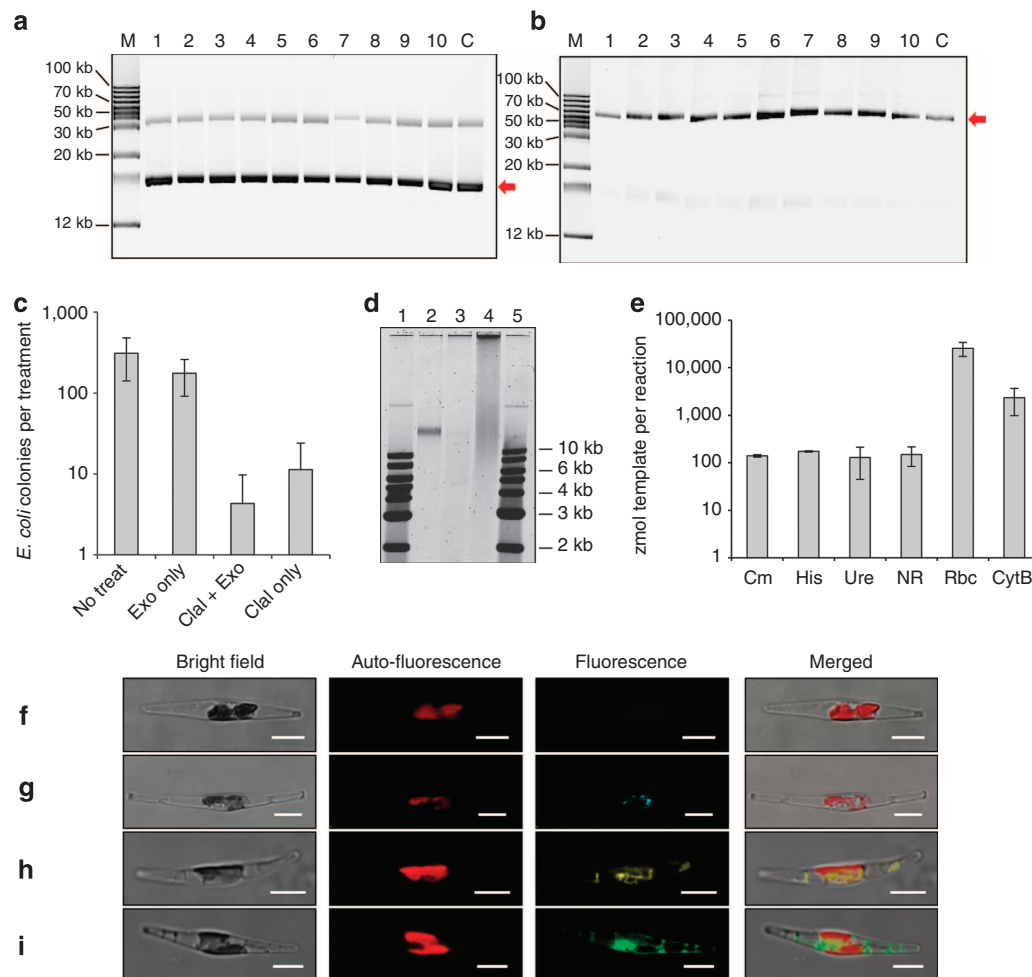 a
M 1 2 3 4 5 6 7 8 9 10 C
100 kb
70 kb
50 kb
30 kb
20 kb
12 kb
b
M 1 2 3 4 5 6 7 8 9 10 C
100 kb
70 kb
50 kb
30 kb
20 kb
12 kb
c
E. coli colonies per treatment
1,000
100
10
1
No treat
Exo only
ClaI + Exo
ClaI only
d
1 2 3 4 5
10 kb
6 kb
4 kb
3 kb
2 kb
e
zmol template per reaction
100,000
10,000
1,000
100
10
1
Cm His Ure NR Rbc CytB
Bright field Auto-fluorescence Fluorescence Merged
f
g
h
i